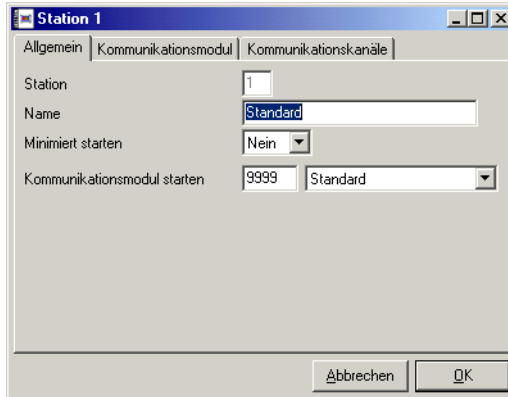 Station 1
Allgemein Kommunikationsmodul Kommunikationskanäle
Station 1
Name Standard
Minimiert starten Nein
Kommunikationsmodul starten 9999 Standard
Abbrechen OK